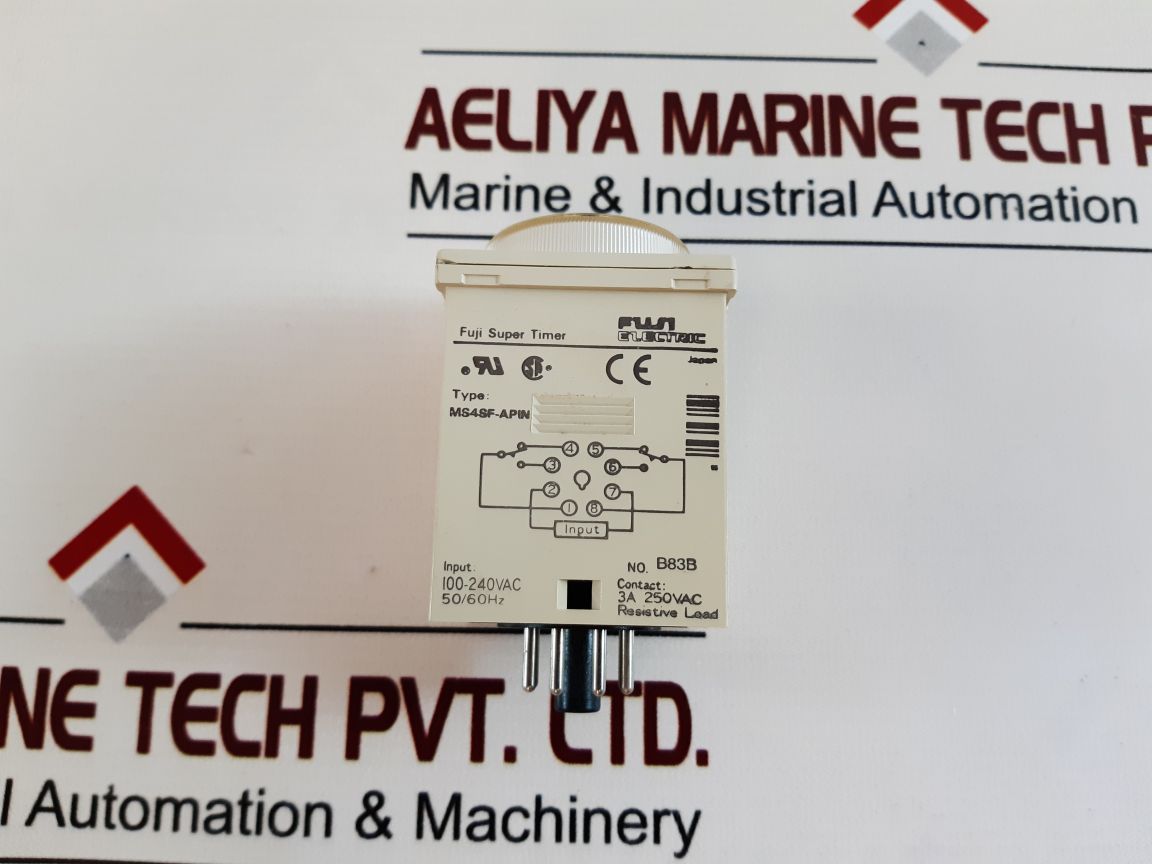 AELIYA MARINE TECH P
Marine & Industrial Automation
Fuji Super Timer
FUJI ELECTRIC
Japan
CE
Type:
MS4SF-APIN
4 5
3 6
2 7
1 8
Input
Input:
100-240VAC
50/60Hz
NO. B83B
Contact:
3A 250VAC
Resistive Load
NE TECH PVT. LTD.
l Automation & Machinery